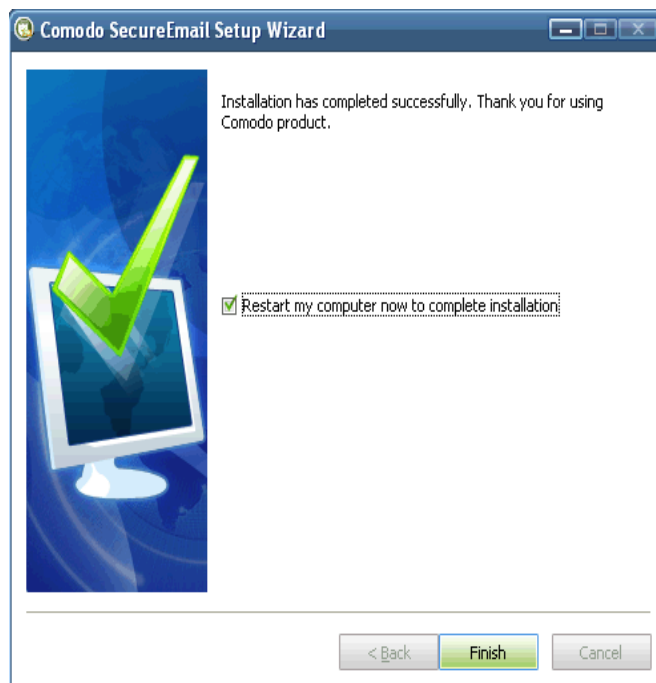 Comodo SecureEmail Setup Wizard
Installation has completed successfully. Thank you for using
Comodo product.
Restart my computer now to complete installation
< Back
Finish
Cancel